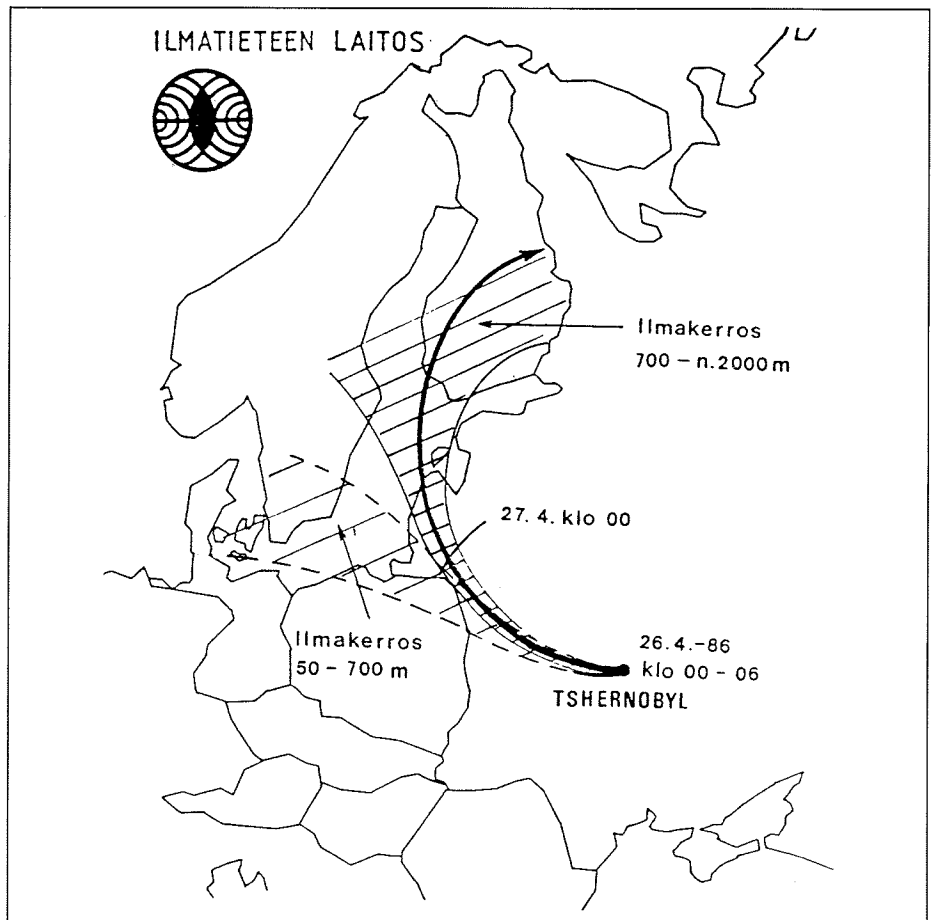 ILMATIETEEN LAITOS
Ilmakerros
700 - n.2000 m
27. 4. klo 00
Ilmakerros
50 - 700 m
26.4.-86
klo 00 - 06
TSHERNOBYL